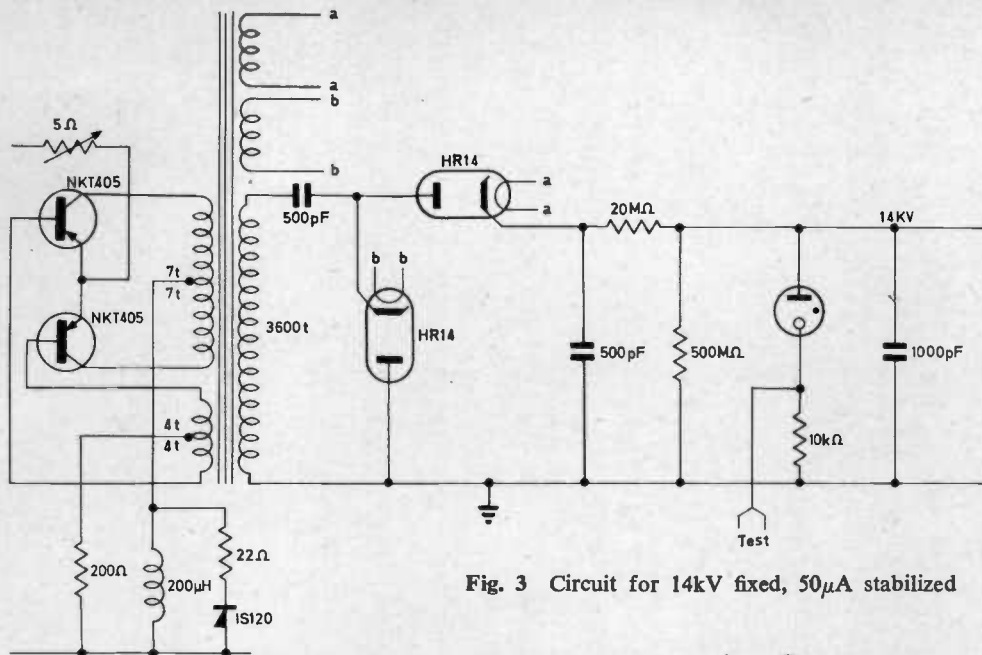 a
a
b
b
5Ω
NKT405
HR14
a
a
500pF
20MΩ
14KV
7t
7t
b b
NKT405
3600t
HR14
500pF
500MΩ
1000pF
4t
4t
10kΩ
Test
200Ω
200μH
22Ω
IS120
Fig. 3 Circuit for 14kV fixed, 50μA stabilized